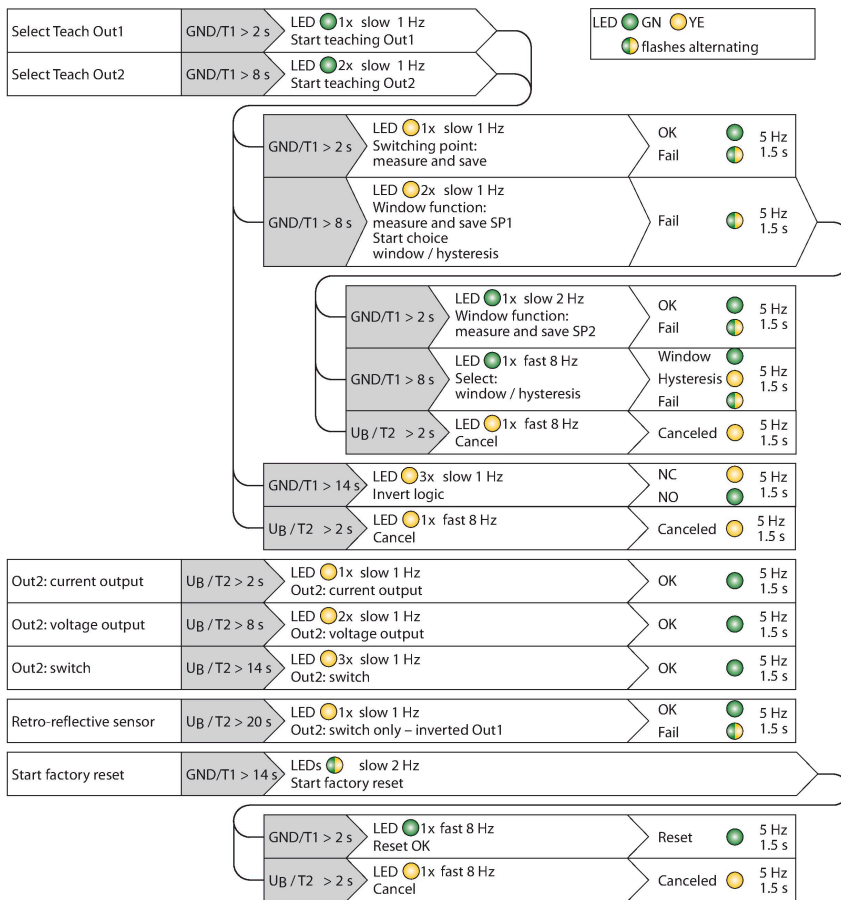 LED GN YE
flashes alternating
Select Teach Out1 GND/T1 > 2 s LED 1x slow 1 Hz
Start teaching Out1
Select Teach Out2 GND/T1 > 8 s LED 2x slow 1 Hz
Start teaching Out2
GND/T1 > 2 s LED 1x slow 1 Hz
Switching point:
measure and save
OK 5 Hz
Fail 1.5 s
GND/T1 > 8 s LED 2x slow 1 Hz
Window function:
measure and save SP1
Start choice
window / hysteresis
Fail 5 Hz
1.5 s
GND/T1 > 2 s LED 1x slow 2 Hz
Window function:
measure and save SP2
OK 5 Hz
Fail 1.5 s
GND/T1 > 8 s LED 1x fast 8 Hz
Select:
window / hysteresis
Window
Hysteresis 5 Hz
Fail 1.5 s
UB / T2 > 2 s LED 1x fast 8 Hz
Cancel
Canceled 5 Hz
1.5 s
GND/T1 > 14 s LED 3x slow 1 Hz
Invert logic
NC 5 Hz
NO 1.5 s
UB / T2 > 2 s LED 1x fast 8 Hz
Cancel
Canceled 5 Hz
1.5 s
Out2: current output UB / T2 > 2 s LED 1x slow 1 Hz
Out2: current output
OK 5 Hz
1.5 s
Out2: voltage output UB / T2 > 8 s LED 2x slow 1 Hz
Out2: voltage output
OK 5 Hz
1.5 s
Out2: switch UB / T2 > 14 s LED 3x slow 1 Hz
Out2: switch
OK 5 Hz
1.5 s
Retro-reflective sensor UB / T2 > 20 s LED 1x slow 1 Hz
Out2: switch only – inverted Out1
OK 5 Hz
Fail 1.5 s
Start factory reset GND/T1 > 14 s LEDs slow 2 Hz
Start factory reset
GND/T1 > 2 s LED 1x fast 8 Hz
Reset OK
Reset 5 Hz
1.5 s
UB / T2 > 2 s LED 1x fast 8 Hz
Cancel
Canceled 5 Hz
1.5 s